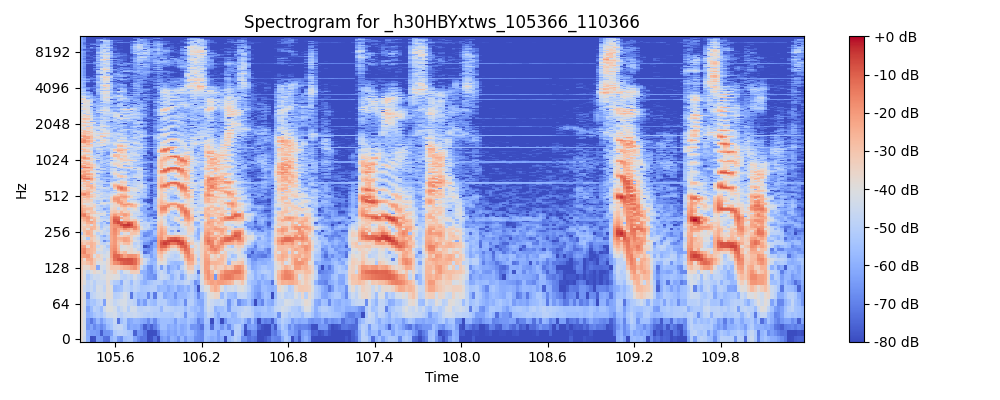 Spectrogram for _h30HBYxtws_105366_110366
Hz
8192
4096
2048
1024
512
256
128
64
0
105.6 106.2 106.8 107.4 108.0 108.6 109.2 109.8
Time
+0 dB
-10 dB
-20 dB
-30 dB
-40 dB
-50 dB
-60 dB
-70 dB
-80 dB